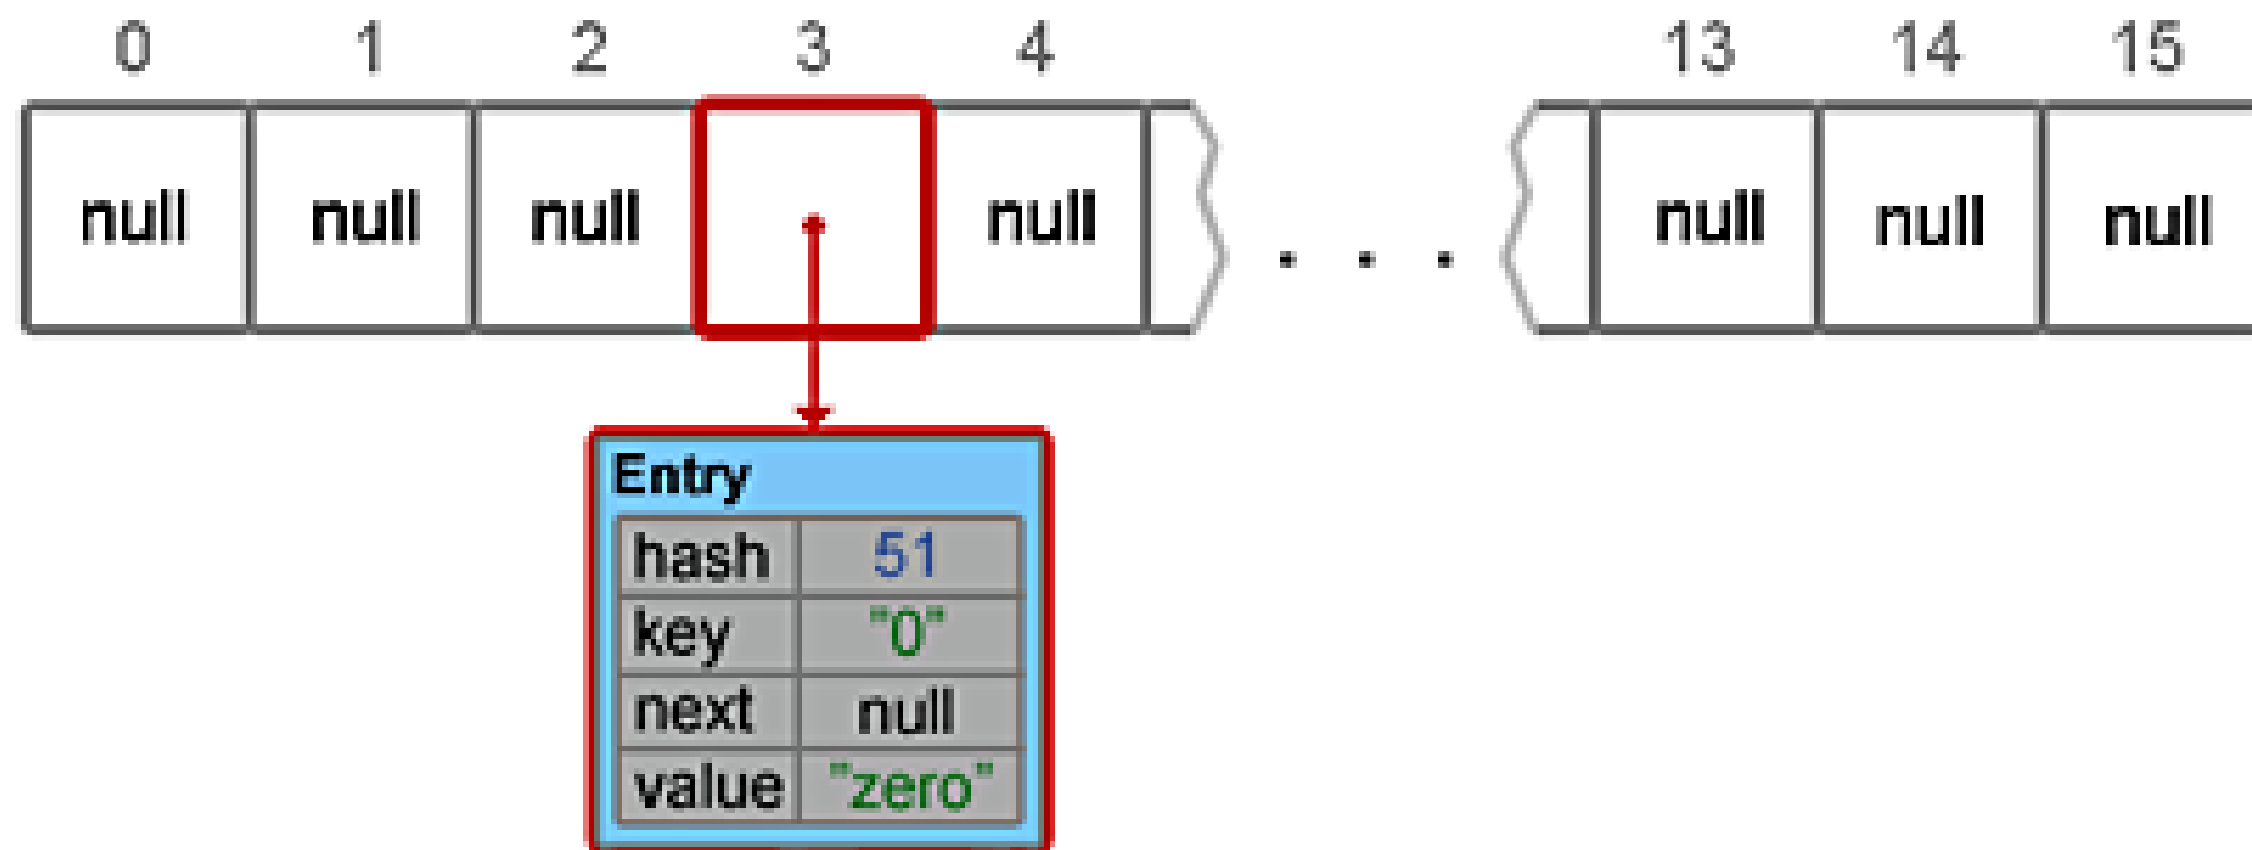 0 1 2 3 4 13 14 15
null null null null . . . null null null
Entry
hash 51
key "0"
next null
value "zero"